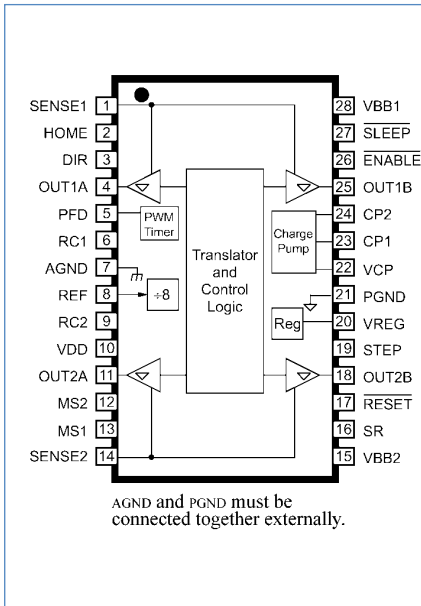 SENSE1 1
HOME 2
DIR 3
OUT1A 4
PFD 5
RC1 6
AGND 7
REF 8
RC2 9
VDD 10
OUT2A 11
MS2 12
MS1 13
SENSE2 14
PWM
Timer
÷8
Translator
and
Control
Logic
Charge
Pump
Reg
28 VBB1
27 SLEEP
26 ENABLE
25 OUT1B
24 CP2
23 CP1
22 VCP
21 PGND
20 VREG
19 STEP
18 OUT2B
17 RESET
16 SR
15 VBB2
AGND and PGND must be
connected together externally.